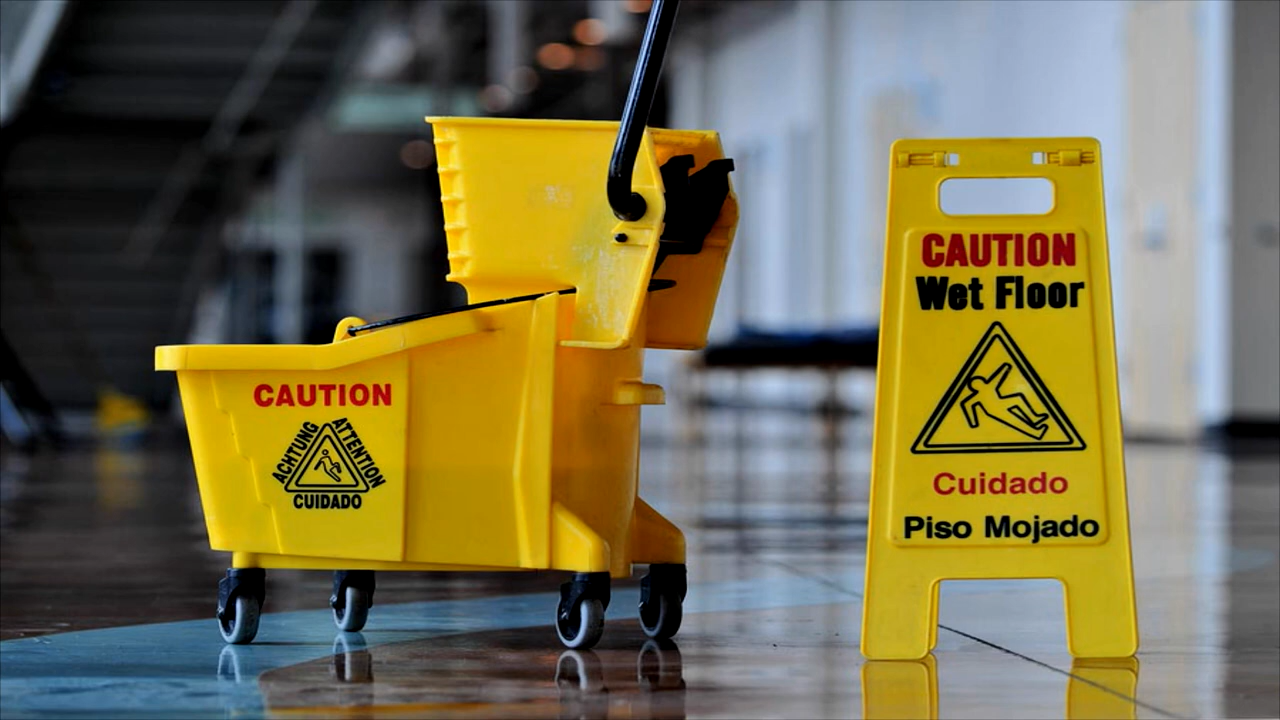 CAUTION
ACHTUNG
ATTENTION
CUIDADO
CAUTION
Wet Floor
Cuidado
Piso Mojado